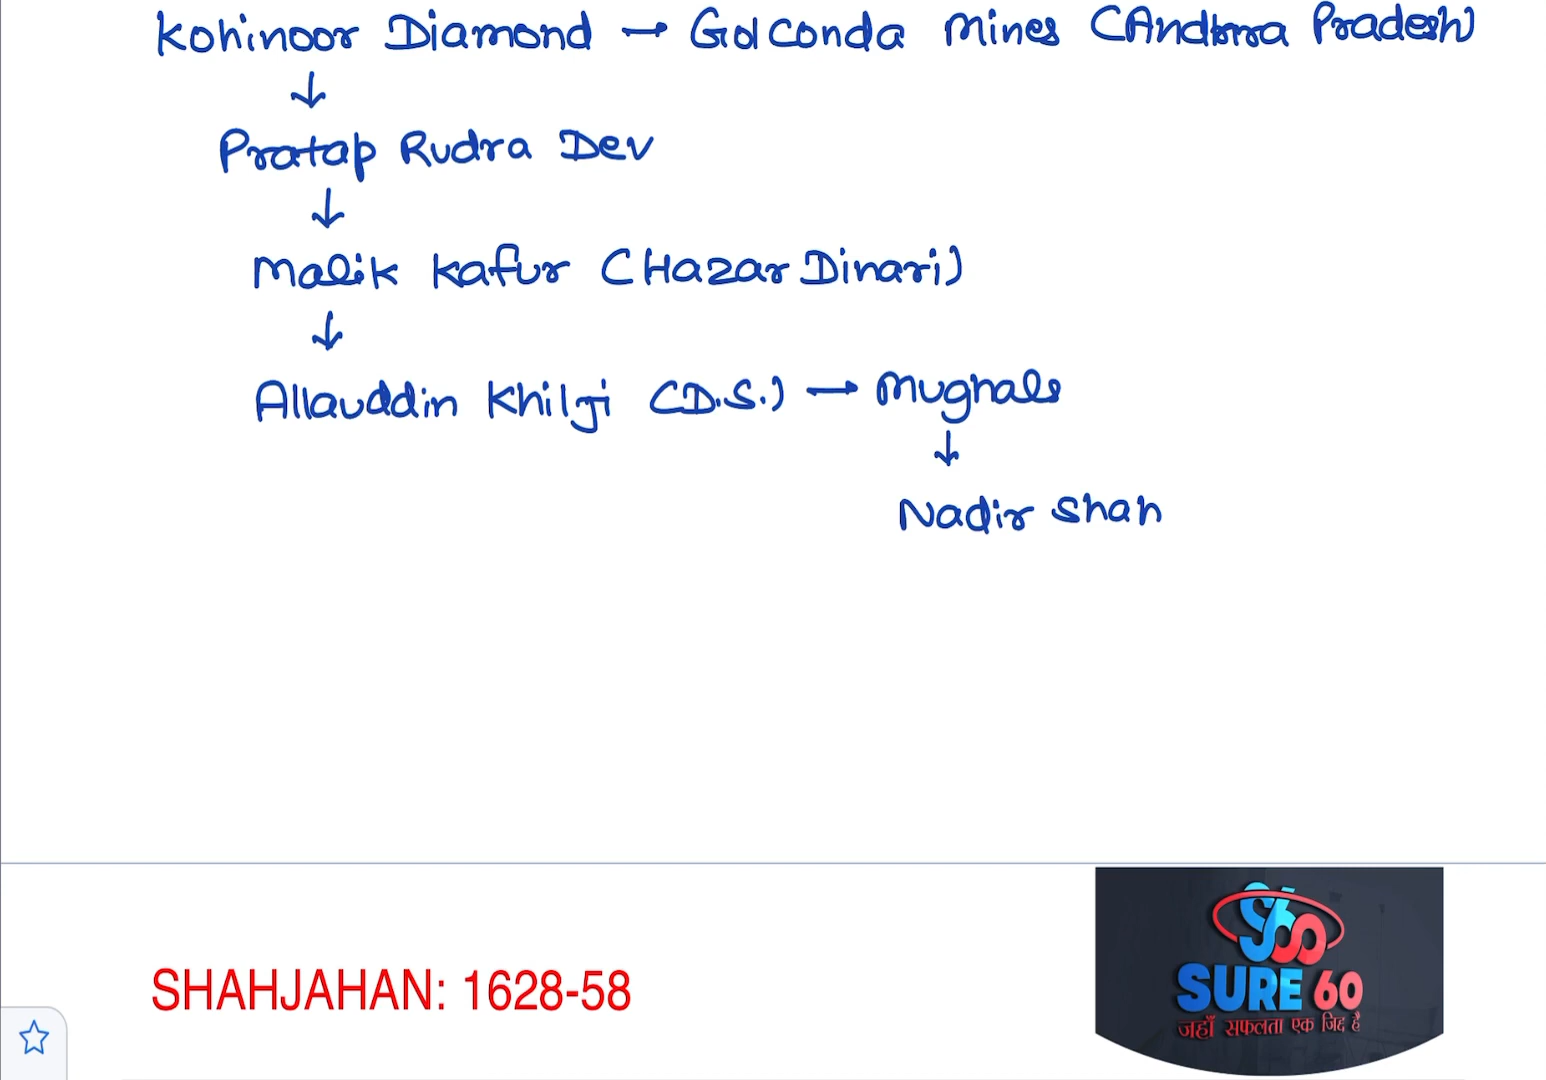 Kohinoor Diamond → Golconda Mines (Andhra Pradesh)
↓
Pratap Rudra Dev
↓
Malik Kafur (Hazar Dinari)
↓
Allauddin Khilji (D.S.) → Mughals
↓
Nadir Shah
SHAHJAHAN: 1628-58
S60
SURE 60
जहाँ सफलता एक जिद्द है